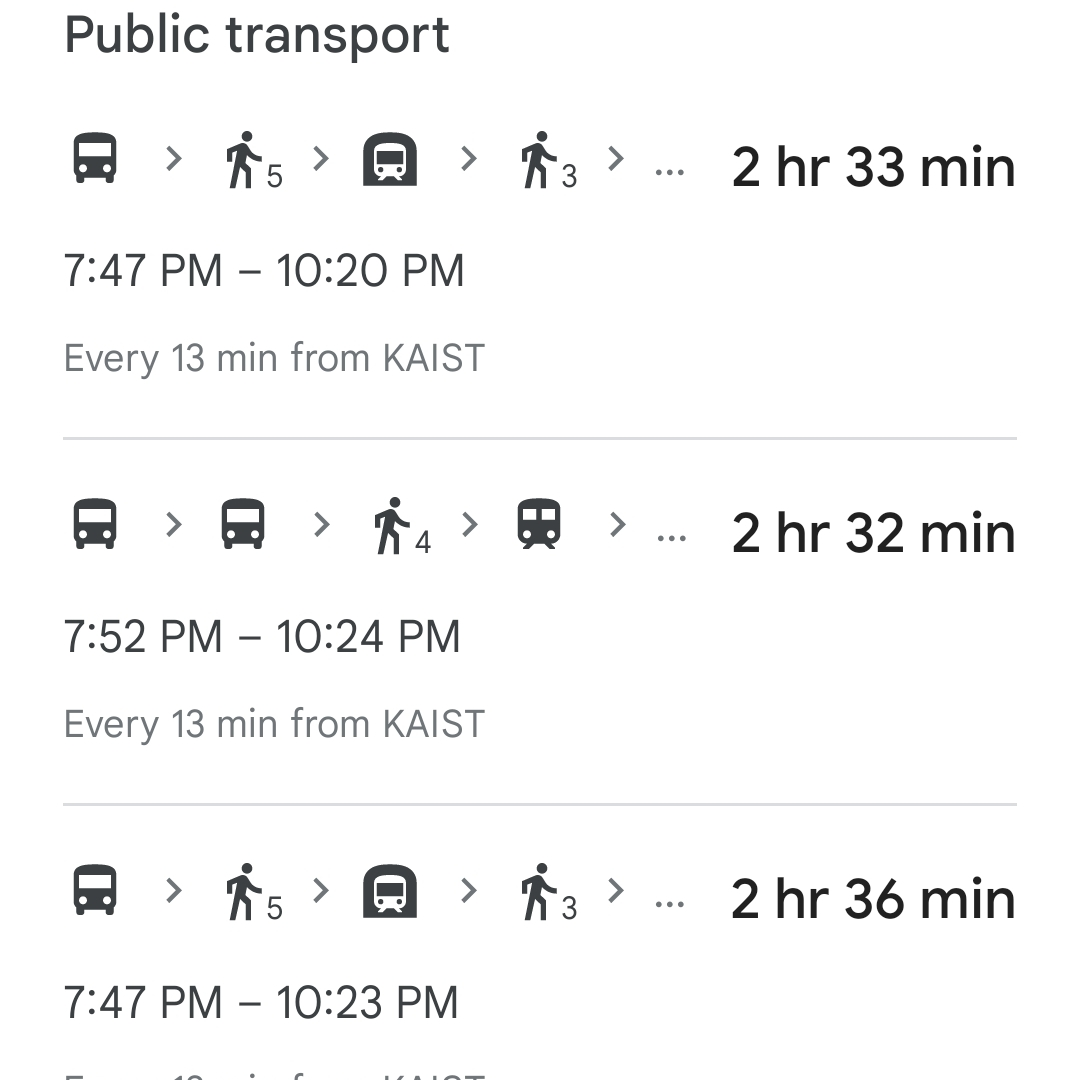 Public transport
5 3 ... 2 hr 33 min
7:47 PM – 10:20 PM
Every 13 min from KAIST
4 ... 2 hr 32 min
7:52 PM – 10:24 PM
Every 13 min from KAIST
5 3 ... 2 hr 36 min
7:47 PM – 10:23 PM